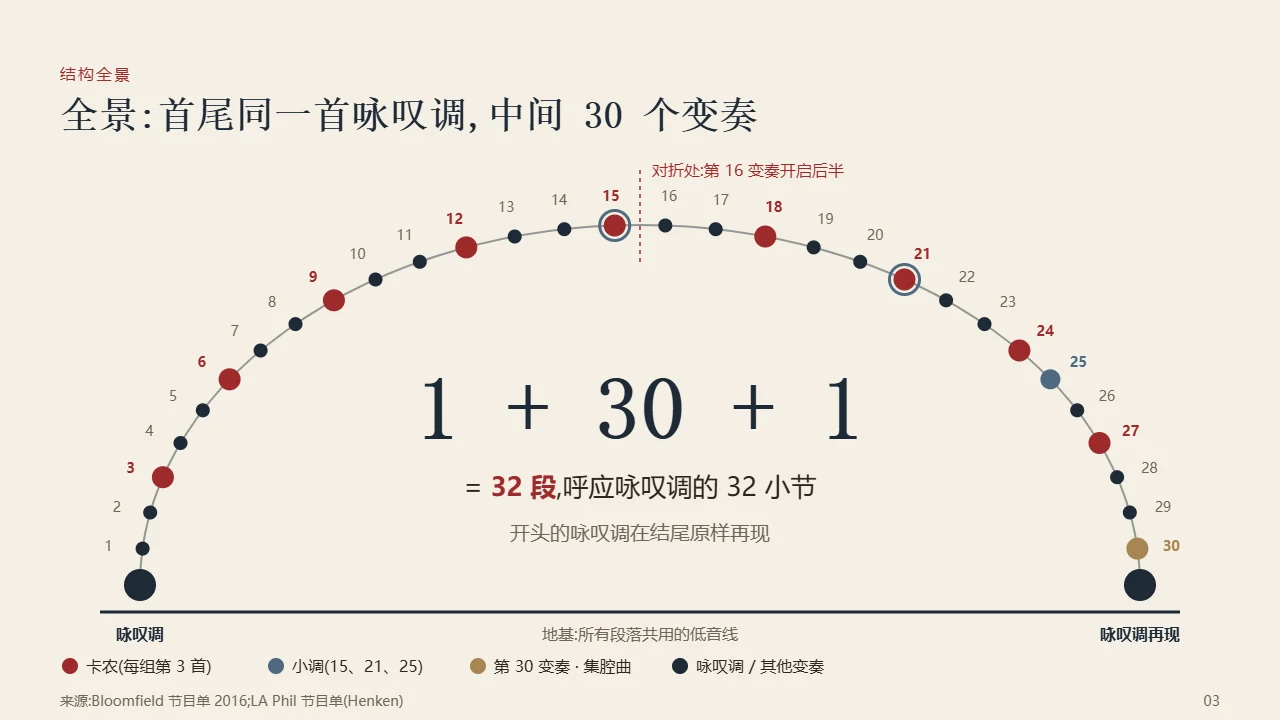 结构全景
全景:首尾同一首咏叹调,中间 30 个变奏
对折处:第 16 变奏开启后半
1
2
3
4
5
6
7
8
9
10
11
12
13
14
15
16
17
18
19
20
21
22
23
24
25
26
27
28
29
30
1 + 30 + 1
= 32 段,呼应咏叹调的 32 小节
开头的咏叹调在结尾原样再现
咏叹调
地基:所有段落共用的低音线
咏叹调再现
卡农(每组第 3 首)
小调(15、21、25)
第 30 变奏 · 集腔曲
咏叹调 / 其他变奏
来源:Bloomfield 节目单 2016;LA Phil 节目单(Henken)
03